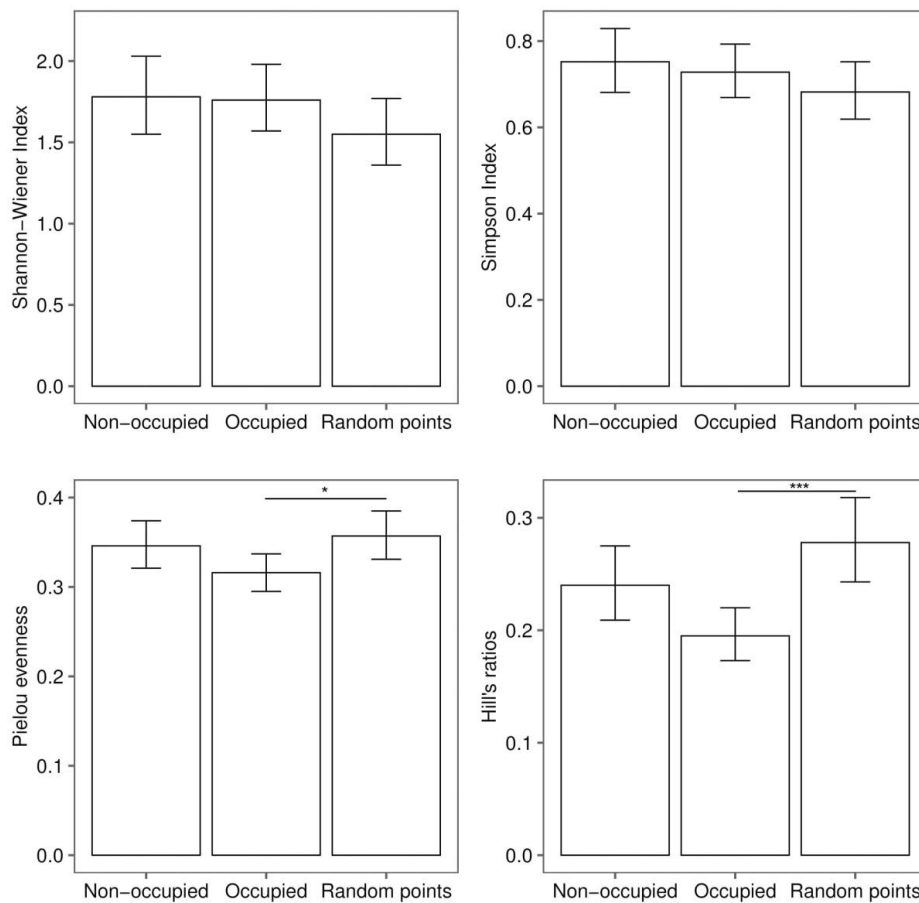 Shannon−Wiener Index
2.0
1.5
1.0
0.5
0.0
Non−occupied Occupied Random points
Simpson Index
0.8
0.6
0.4
0.2
0.0
Non−occupied Occupied Random points
Pielou evenness
0.4
0.3
0.2
0.1
0.0
*
Non−occupied Occupied Random points
Hill's ratios
0.3
0.2
0.1
0.0
***
Non−occupied Occupied Random points